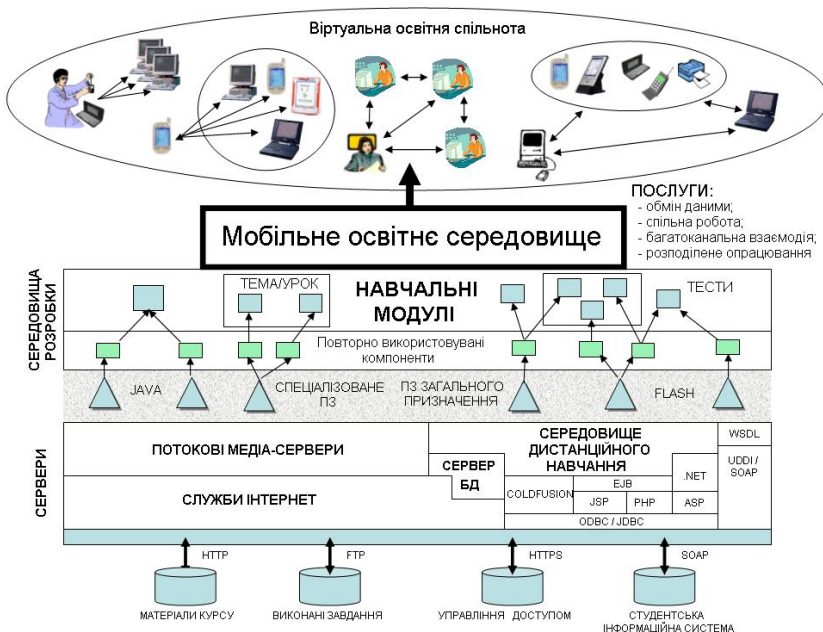 Віртуальна освітня спільнота
ПОСЛУГИ:
- обмін даними;
- спільна робота;
- багатоканальна взаємодія;
- розподілене опрацювання
Мобільне освітнє середовище
СЕРЕДОВИЩА
РОЗРОБКИ
ТЕМА/УРОК
НАВЧАЛЬНІ
МОДУЛІ
ТЕСТИ
Повторно використовувані
компоненти
JAVA
СПЕЦІАЛІЗОВАНЕ
ПЗ
ПЗ ЗАГАЛЬНОГО
ПРИЗНАЧЕННЯ
FLASH
СЕРВЕРИ
ПОТОКОВІ МЕДІА-СЕРВЕРИ
СЕРЕДОВИЩЕ
ДИСТАНЦІЙНОГО
НАВЧАННЯ
WSDL
UDDI /
SOAP
СЕРВЕР
БД
СЛУЖБИ ІНТЕРНЕТ
COLDFUSION
EJB
.NET
JSP
PHP
ASP
ODBC / JDBC
HTTP
FTP
HTTPS
SOAP
МАТЕРІАЛИ КУРСУ
ВИКОНАНІ ЗАВДАННЯ
УПРАВЛІННЯ ДОСТУПОМ
СТУДЕНТСЬКА
ІНФОРМАЦІЙНА СИСТЕМА